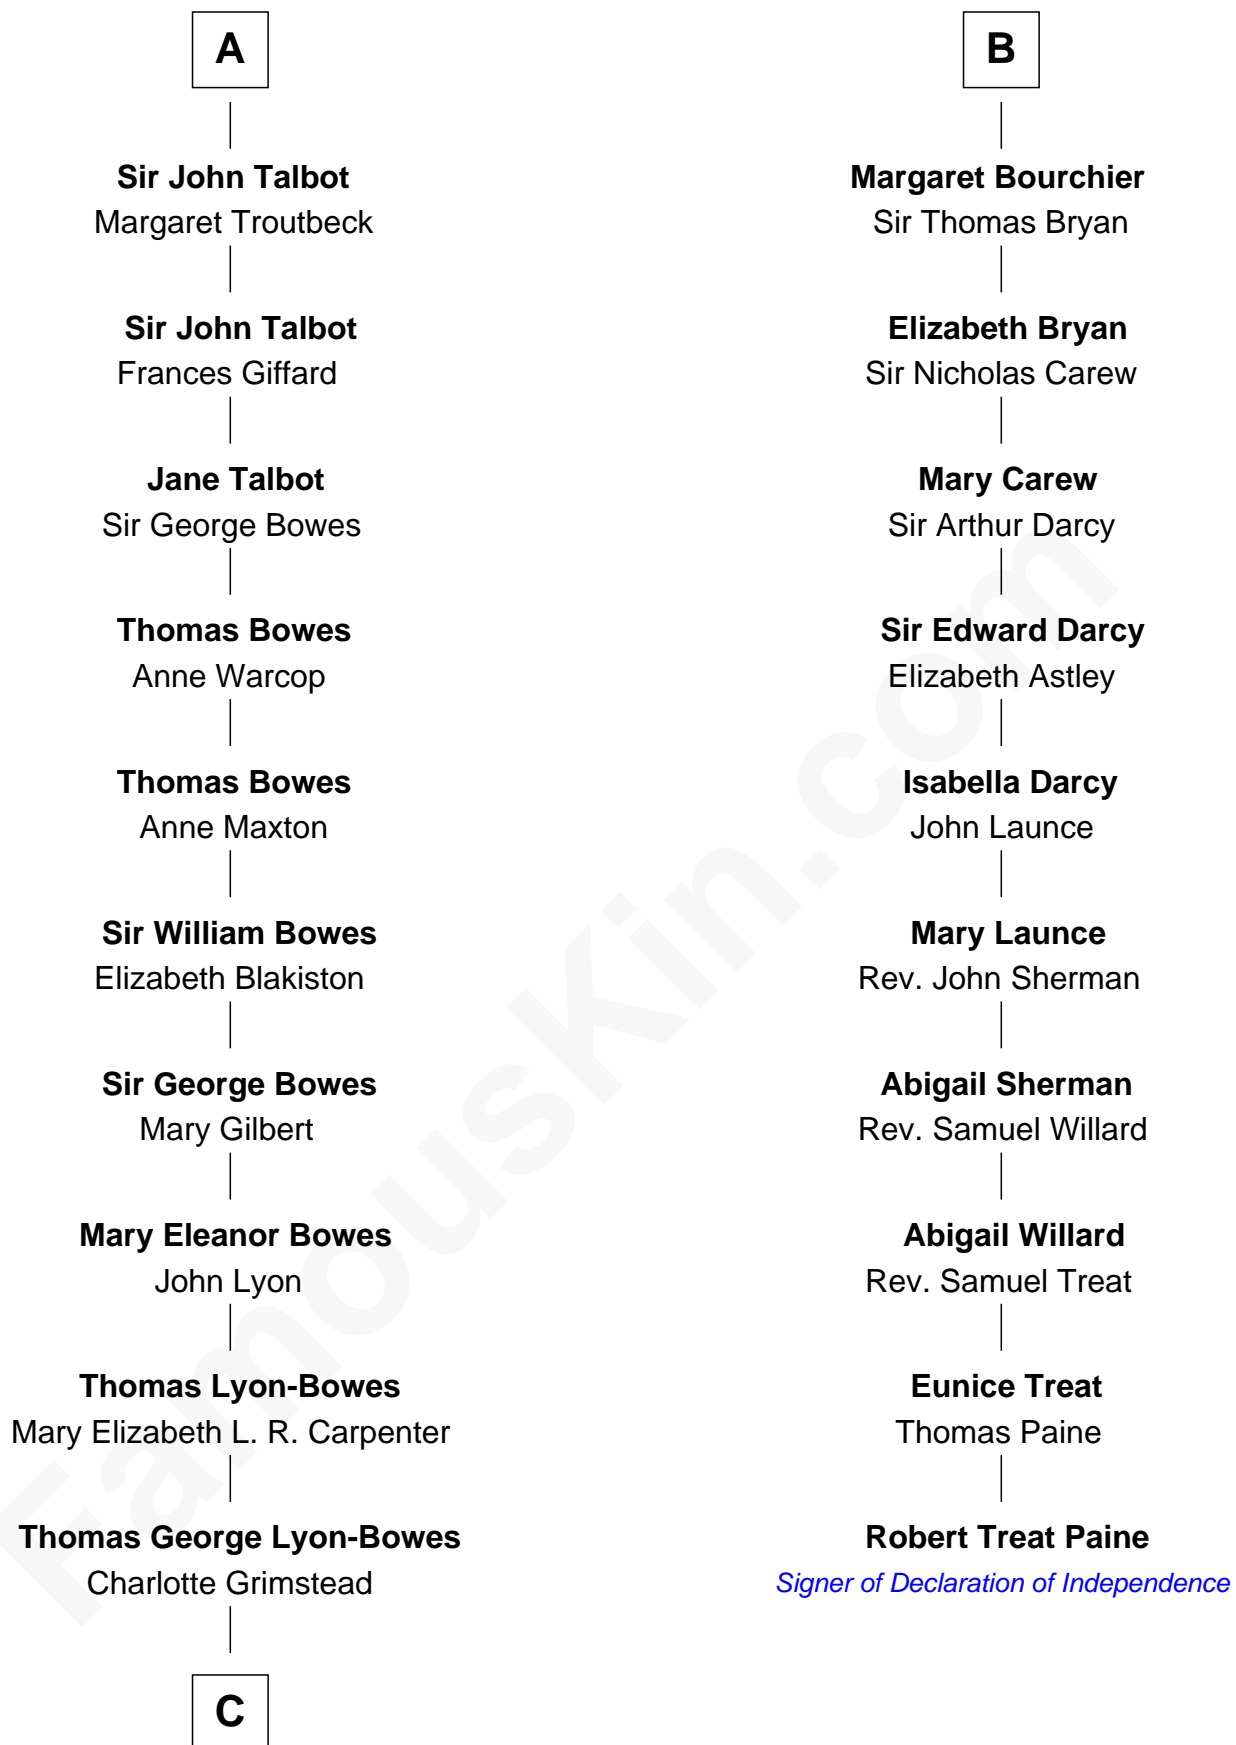 A
Sir John Talbot
Margaret Troutbeck
Sir John Talbot
Frances Giffard
Jane Talbot
Sir George Bowes
Thomas Bowes
Anne Warcop
Thomas Bowes
Anne Maxton
Sir William Bowes
Elizabeth Blakiston
Sir George Bowes
Mary Gilbert
Mary Eleanor Bowes
John Lyon
Thomas Lyon-Bowes
Mary Elizabeth L. R. Carpenter
Thomas George Lyon-Bowes
Charlotte Grimstead
C
B
Margaret Bourchier
Sir Thomas Bryan
Elizabeth Bryan
Sir Nicholas Carew
Mary Carew
Sir Arthur Darcy
Sir Edward Darcy
Elizabeth Astley
Isabella Darcy
John Launce
Mary Launce
Rev. John Sherman
Abigail Sherman
Rev. Samuel Willard
Abigail Willard
Rev. Samuel Treat
Eunice Treat
Thomas Paine
Robert Treat Paine
Signer of Declaration of Independence
FamousKin.com